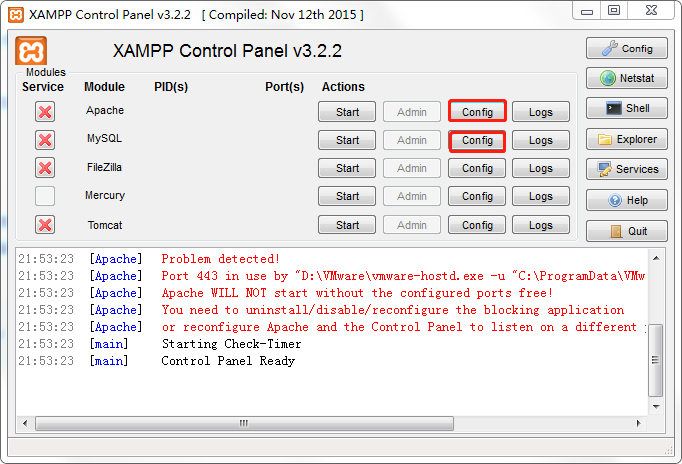 XAMPP Control Panel v3.2.2 [ Compiled: Nov 12th 2015 ]
XAMPP Control Panel v3.2.2
Config
Modules
Service Module PID(s) Port(s) Actions
Netstat
Apache Start Admin Config Logs
Shell
MySQL Start Admin Config Logs
Explorer
FileZilla Start Admin Config Logs
Services
Mercury Start Admin Config Logs
Help
Tomcat Start Admin Config Logs
Quit
21:53:23 [Apache] Problem detected!
21:53:23 [Apache] Port 443 in use by "D:\VMware\vmware-hostd.exe -u "C:\ProgramData\VMw
21:53:23 [Apache] Apache WILL NOT start without the configured ports free!
21:53:23 [Apache] You need to uninstall/disable/reconfigure the blocking application
21:53:23 [Apache] or reconfigure Apache and the Control Panel to listen on a different
21:53:23 [main] Starting Check-Timer
21:53:23 [main] Control Panel Ready